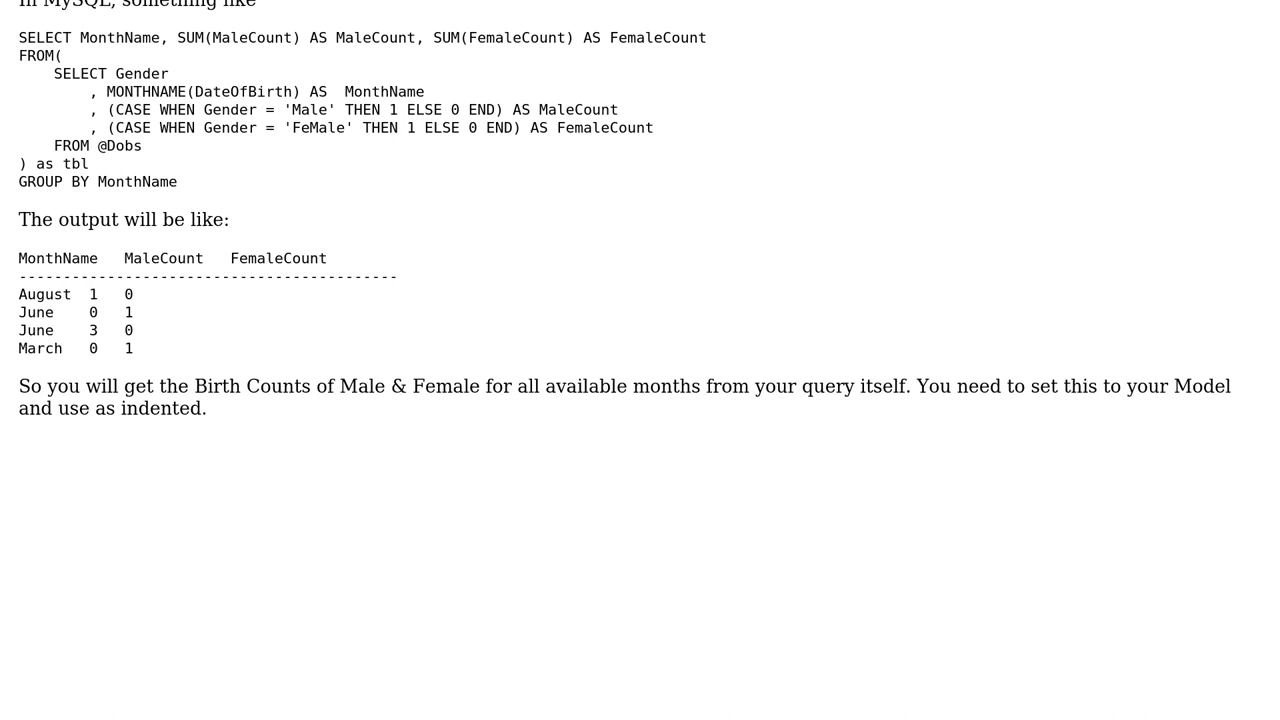 In MySQL, something like
SELECT MonthName, SUM(MaleCount) AS MaleCount, SUM(FemaleCount) AS FemaleCount
FROM(
    SELECT Gender
        , MONTHNAME(DateOfBirth) AS  MonthName
        , (CASE WHEN Gender = 'Male' THEN 1 ELSE 0 END) AS MaleCount
        , (CASE WHEN Gender = 'FeMale' THEN 1 ELSE 0 END) AS FemaleCount
    FROM @Dobs
) as tbl
GROUP BY MonthName
The output will be like:
MonthName   MaleCount   FemaleCount
-------------------------------------------
August  1   0
June    0   1
June    3   0
March   0   1
So you will get the Birth Counts of Male & Female for all available months from your query itself. You need to set this to your Model
and use as indented.